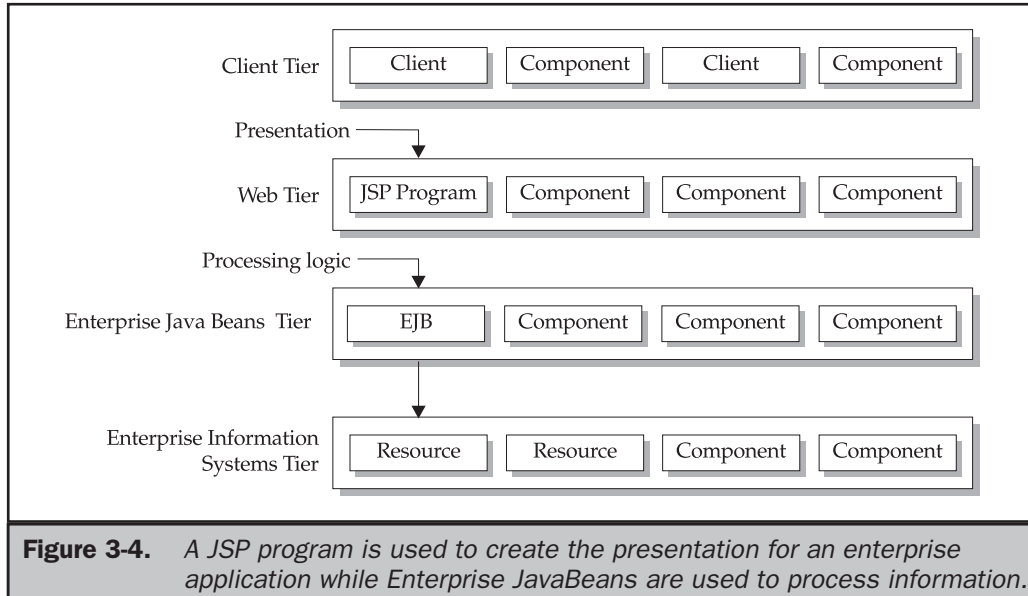 Client Tier
Client Component Client Component
Presentation
Web Tier
JSP Program Component Component Component
Processing logic
Enterprise Java Beans Tier
EJB Component Component Component
Enterprise Information
Systems Tier
Resource Resource Component Component
Figure 3-4. A JSP program is used to create the presentation for an enterprise
application while Enterprise JavaBeans are used to process information.